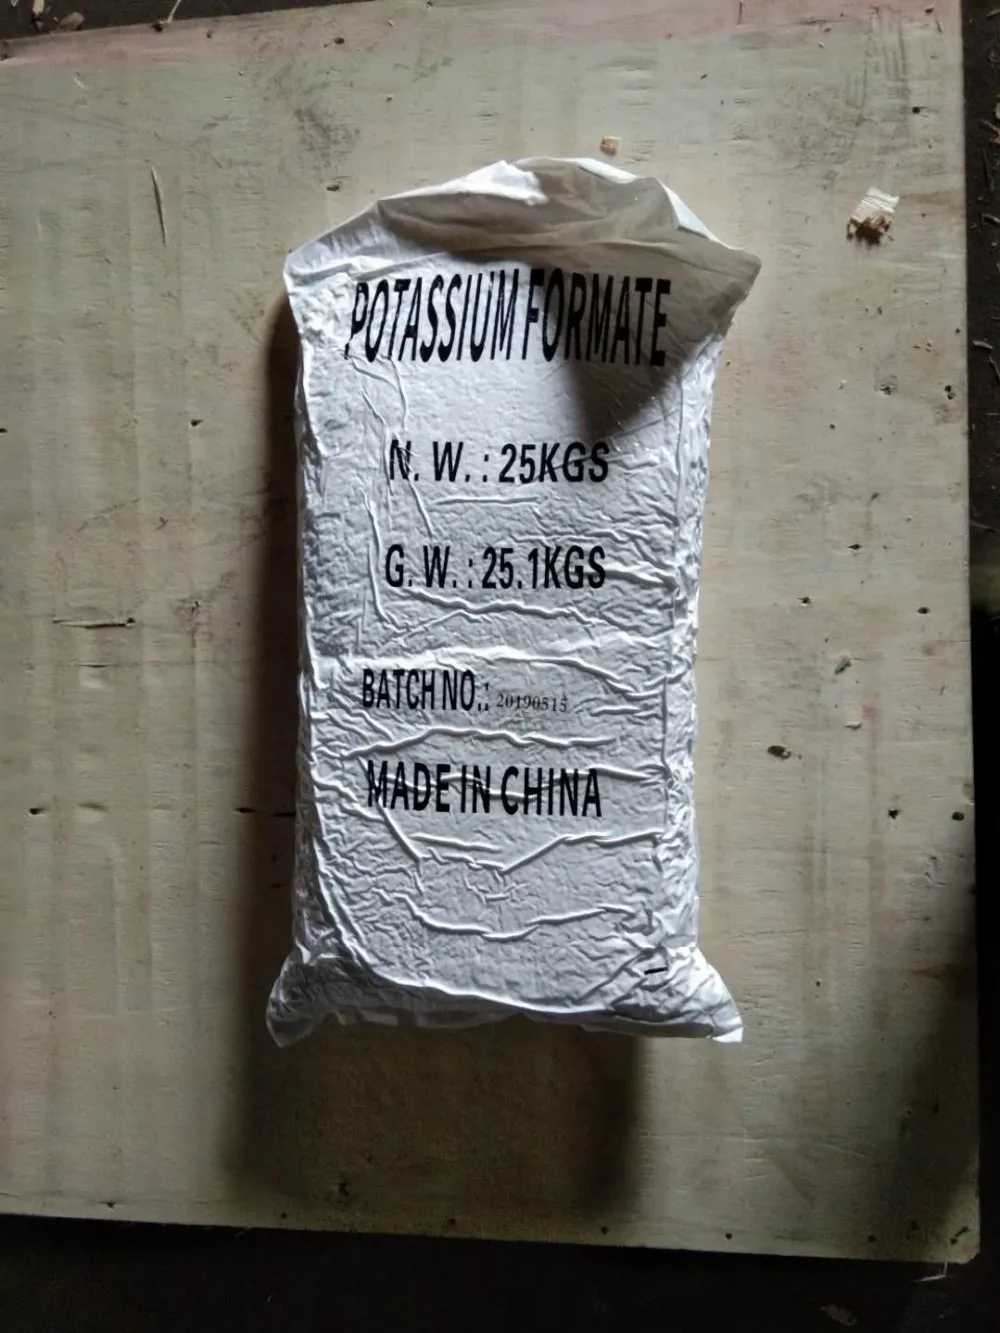 POTASSIUM FORMATE
N. W. : 25KGS
G. W. : 25.1KGS
BATCH NO.: 20190515
MADE IN CHINA